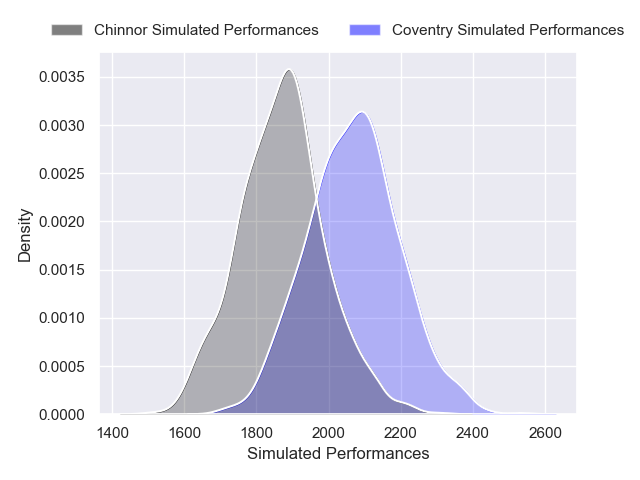 Chinnor Simulated Performances
Coventry Simulated Performances
0.0035
0.0030
0.0025
0.0020
0.0015
0.0010
0.0005
0.0000
Density
1400 1600 1800 2000 2200 2400 2600
Simulated Performances